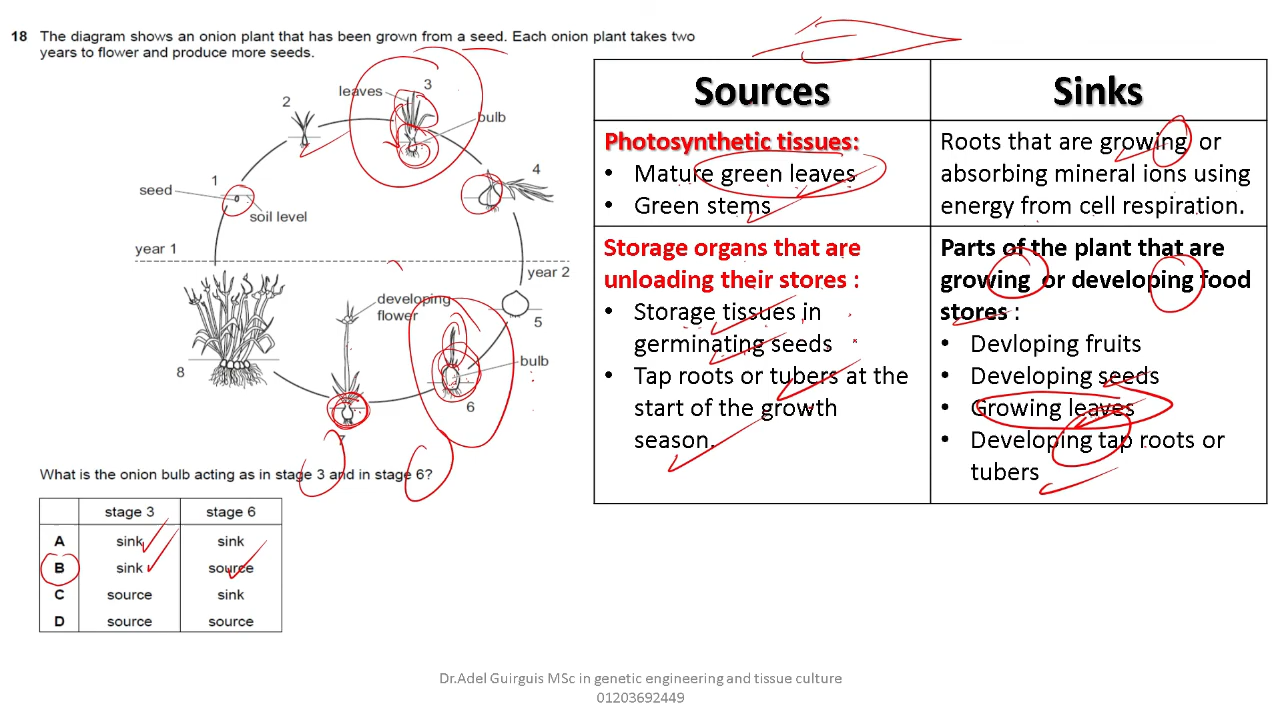 18 The diagram shows an onion plant that has been grown from a seed. Each onion plant takes two
years to flower and produce more seeds.
leaves
3
2
bulb
4
1
seed
soil level
year 1
year 2
developing
flower
5
bulb
8
6
7
What is the onion bulb acting as in stage 3 and in stage 6?
stage 3 stage 6
A sink sink
B sink source
C source sink
D source source
Sources Sinks
Photosynthetic tissues:
• Mature green leaves
• Green stems
Roots that are growing or
absorbing mineral ions using
energy from cell respiration.
Storage organs that are
unloading their stores :
• Storage tissues in
germinating seeds
• Tap roots or tubers at the
start of the growth
season.
Parts of the plant that are
growing or developing food
stores :
• Devloping fruits
• Developing seeds
• Growing leaves
• Developing tap roots or
tubers
Dr.Adel Guirguis MSc in genetic engineering and tissue culture
01203692449